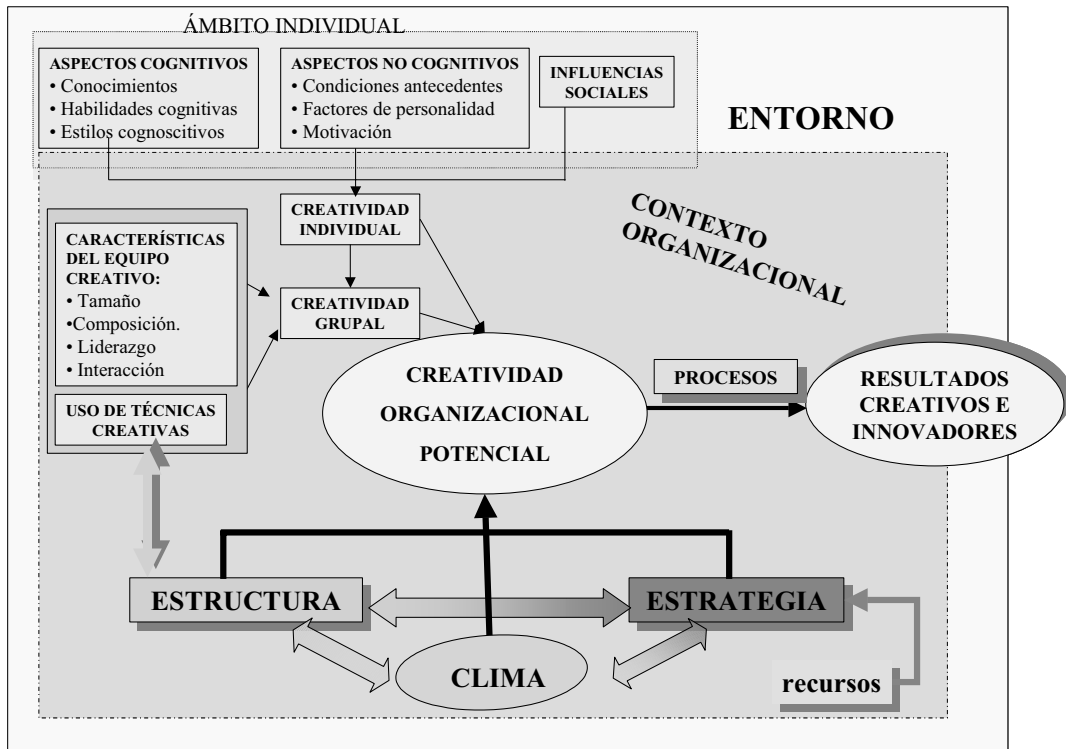 ÁMBITO INDIVIDUAL
ASPECTOS COGNITIVOS
• Conocimientos
• Habilidades cognitivas
• Estilos cognoscitivos
ASPECTOS NO COGNITIVOS
• Condiciones antecedentes
• Factores de personalidad
• Motivación
INFLUENCIAS
SOCIALES
ENTORNO
CONTEXTO
ORGANIZACIONAL
CREATIVIDAD
INDIVIDUAL
CARACTERÍSTÍCAS
DEL EQUIPO
CREATIVO:
• Tamaño
•Composición.
• Liderazgo
• Interacción
USO DE TÉCNICAS
CREATIVAS
CREATIVIDAD
GRUPAL
CREATIVIDAD
ORGANIZACIONAL
POTENCIAL
PROCESOS
RESULTADOS
CREATIVOS E
INNOVADORES
ESTRUCTURA
ESTRATEGIA
CLIMA
recursos